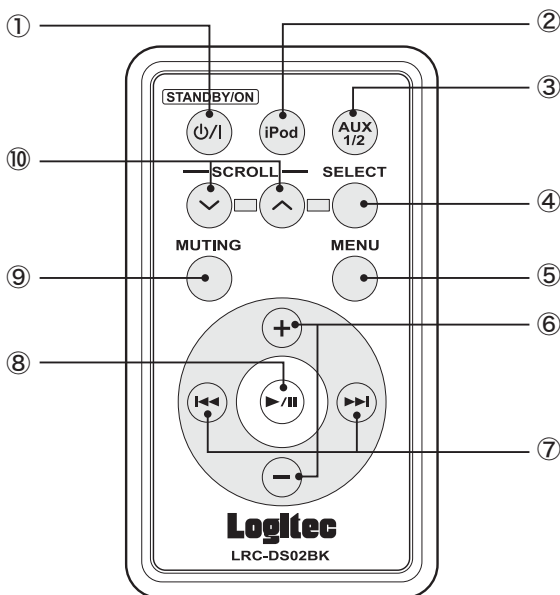 ① ② ③
STANDBY/ON
⏻/I iPod AUX
1/2
⑩ SCROLL SELECT
④
MUTING MENU
⑨ ⑤
+ ⑥
⑧ ►/II
I◄◄ ►►I
⑦
−
Logitec
LRC-DS02BK